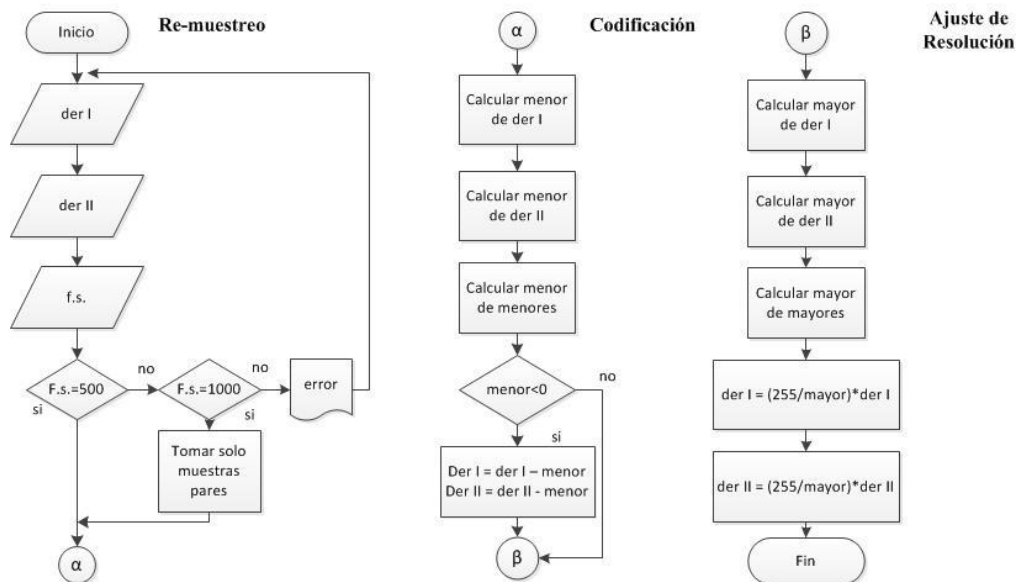 Re-muestreo
Inicio
der I
der II
f.s.
F.s.=500
no
si
F.s.=1000
no
si
error
Tomar solo
muestras
pares
α
Codificación
α
Calcular menor
de der I
Calcular menor
de der II
Calcular menor
de menores
menor<0
no
si
Der I = der I – menor
Der II = der II - menor
β
Ajuste de
Resolución
β
Calcular mayor
de der I
Calcular mayor
de der II
Calcular mayor
de mayores
der I = (255/mayor)*der I
der II = (255/mayor)*der II
Fin